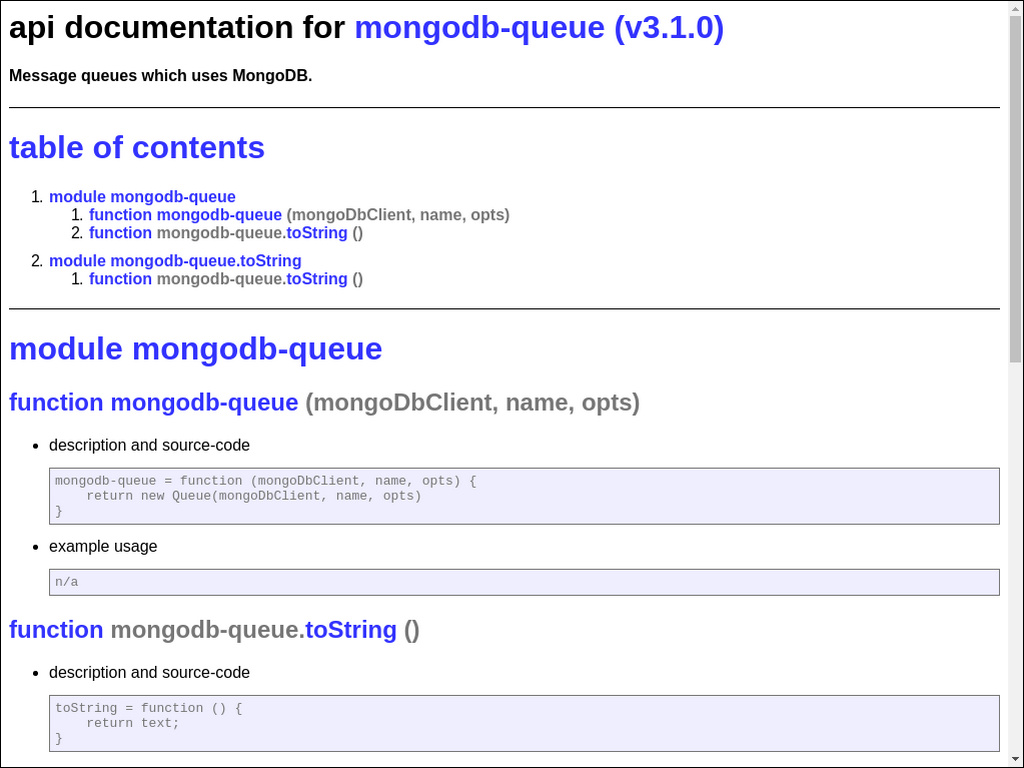 api documentation for mongodb-queue (v3.1.0)
Message queues which uses MongoDB.
table of contents
1. module mongodb-queue
1. function mongodb-queue (mongoDbClient, name, opts)
2. function mongodb-queue.toString ()
2. module mongodb-queue.toString
1. function mongodb-queue.toString ()
module mongodb-queue
function mongodb-queue (mongoDbClient, name, opts)
• description and source-code
mongodb-queue = function (mongoDbClient, name, opts) {
    return new Queue(mongoDbClient, name, opts)
}
• example usage
n/a
function mongodb-queue.toString ()
• description and source-code
toString = function () {
    return text;
}